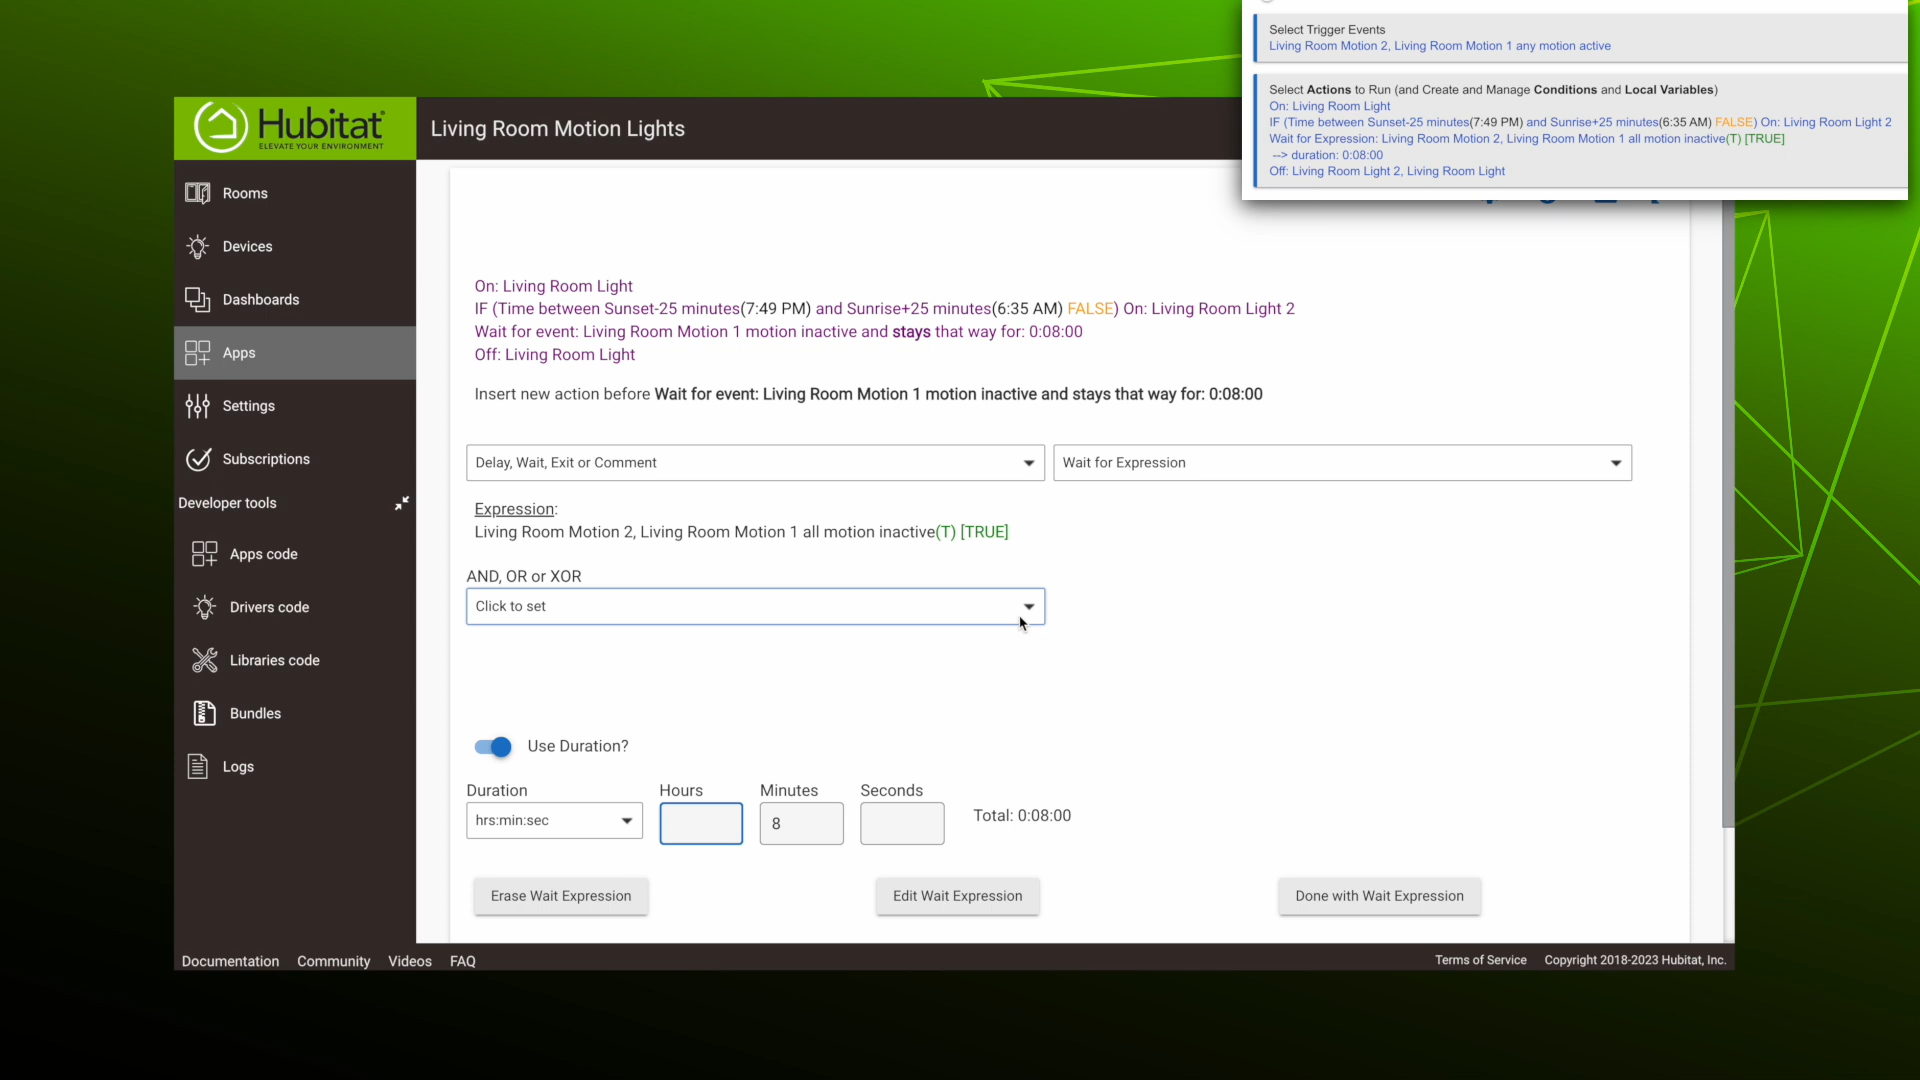 Select Trigger Events
Living Room Motion 2, Living Room Motion 1 any motion active
Select Actions to Run (and Create and Manage Conditions and Local Variables)
On: Living Room Light
IF (Time between Sunset-25 minutes(7:49 PM) and Sunrise+25 minutes(6:35 AM) FALSE) On: Living Room Light 2
Wait for Expression: Living Room Motion 2, Living Room Motion 1 all motion inactive(T) [TRUE]
--> duration: 0:08:00
Off: Living Room Light 2, Living Room Light
Hubitat®
ELEVATE YOUR ENVIRONMENT
Living Room Motion Lights
Rooms
Devices
Dashboards
Apps
Settings
Subscriptions
Developer tools
Apps code
Drivers code
Libraries code
Bundles
Logs
On: Living Room Light
IF (Time between Sunset-25 minutes(7:49 PM) and Sunrise+25 minutes(6:35 AM) FALSE) On: Living Room Light 2
Wait for event: Living Room Motion 1 motion inactive and stays that way for: 0:08:00
Off: Living Room Light
Insert new action before Wait for event: Living Room Motion 1 motion inactive and stays that way for: 0:08:00
Delay, Wait, Exit or Comment
Wait for Expression
Expression:
Living Room Motion 2, Living Room Motion 1 all motion inactive(T) [TRUE]
AND, OR or XOR
Click to set
Use Duration?
Duration Hours Minutes Seconds
hrs:min:sec 8 Total: 0:08:00
Erase Wait Expression
Edit Wait Expression
Done with Wait Expression
Documentation Community Videos FAQ
Terms of Service Copyright 2018-2023 Hubitat, Inc.